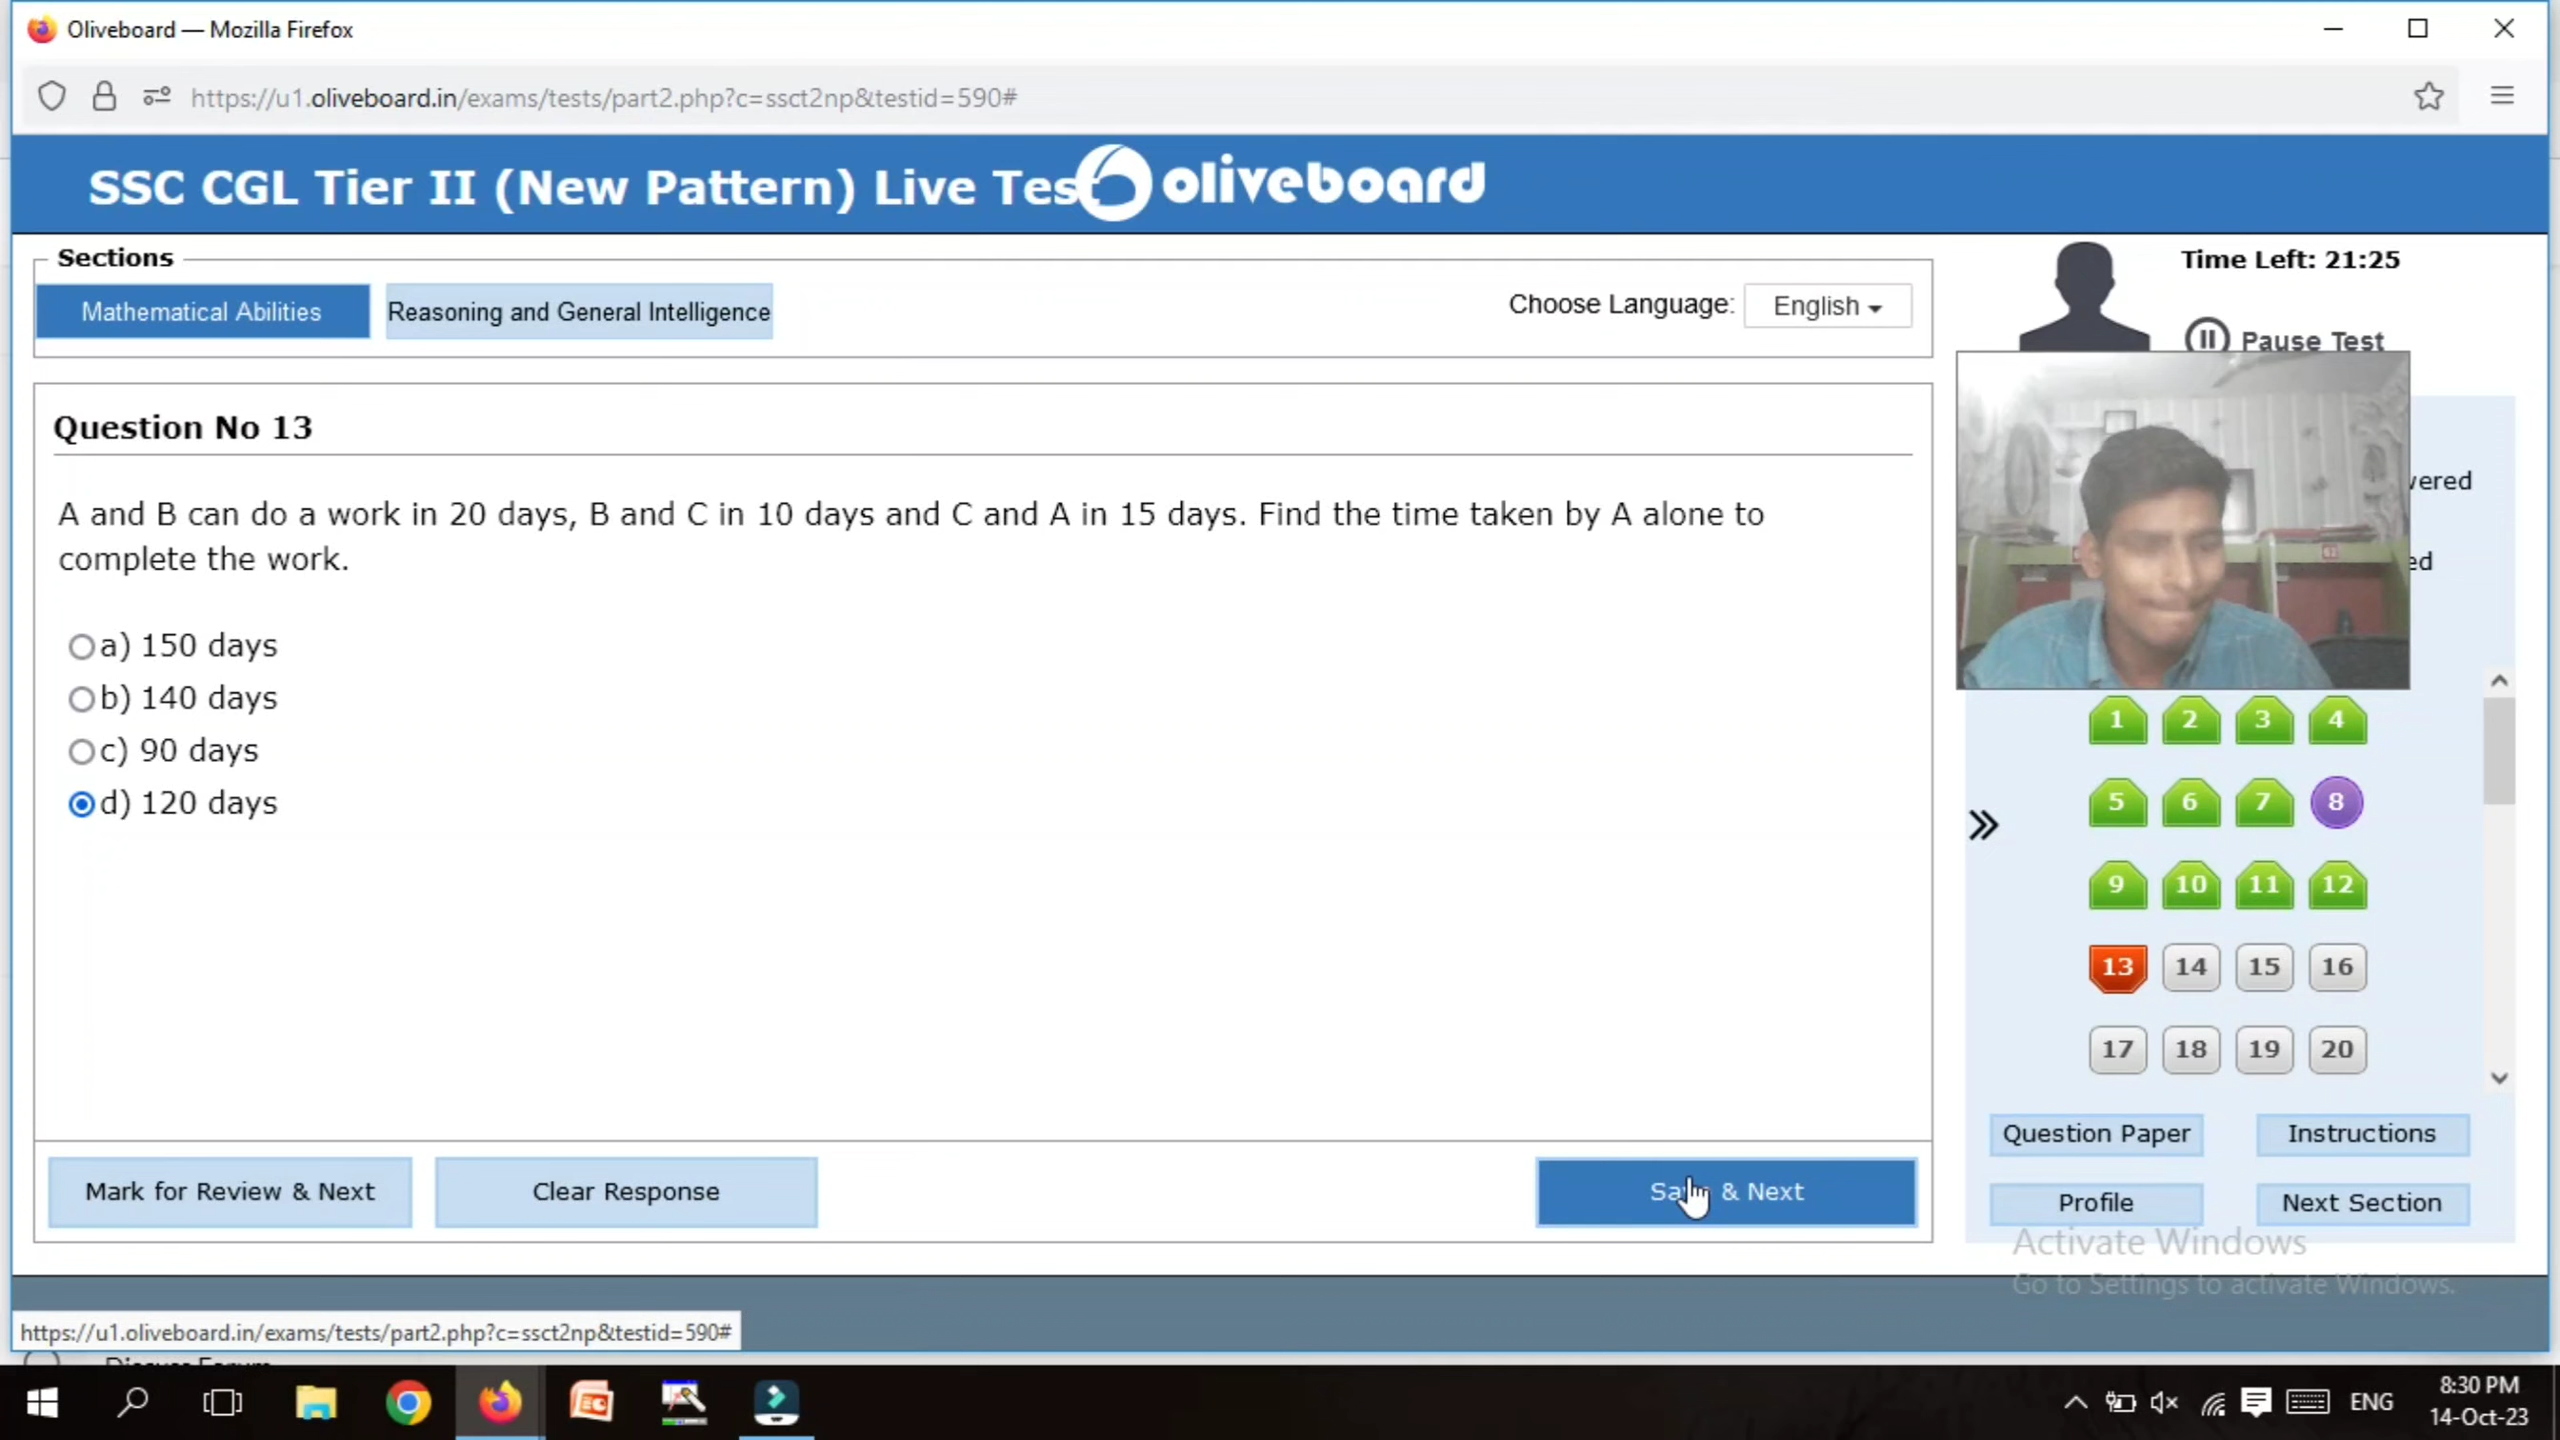 Oliveboard — Mozilla Firefox
https://u1.oliveboard.in/exams/tests/part2.php?c=ssct2np&testid=590#
SSC CGL Tier II (New Pattern) Live Tes
oliveboard
Sections
Mathematical Abilities
Reasoning and General Intelligence
Choose Language:
English
Time Left: 21:25
Pause Test
Question No 13
A and B can do a work in 20 days, B and C in 10 days and C and A in 15 days. Find the time taken by A alone to
complete the work.
a) 150 days
b) 140 days
c) 90 days
d) 120 days
vered
ed
1 2 3 4
5 6 7 8
9 10 11 12
13 14 15 16
17 18 19 20
Question Paper
Instructions
Profile
Next Section
Mark for Review & Next
Clear Response
Save & Next
Activate Windows
Go to Settings to activate Windows.
https://u1.oliveboard.in/exams/tests/part2.php?c=ssct2np&testid=590#
Discuss Forum
ENG
8:30 PM
14-Oct-23